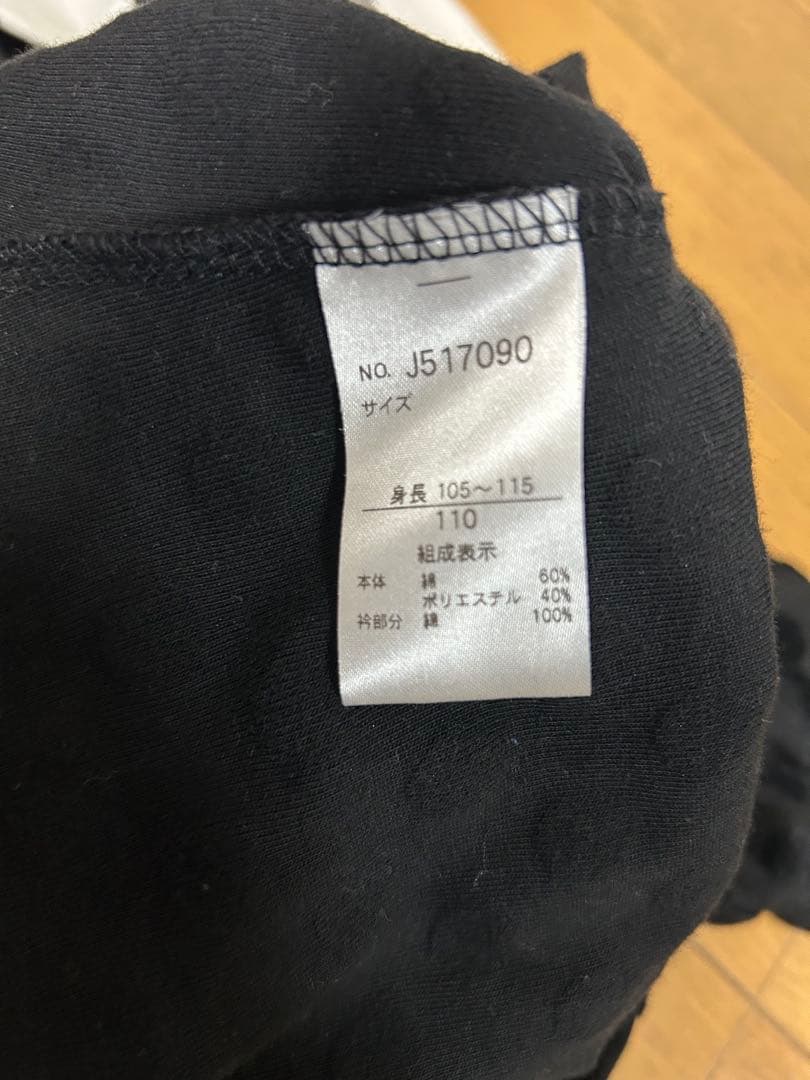 NO. J517090
サイズ
身長 105〜115
110
組成表示
本体 綿 60%
ポリエステル 40%
衿部分 綿 100%